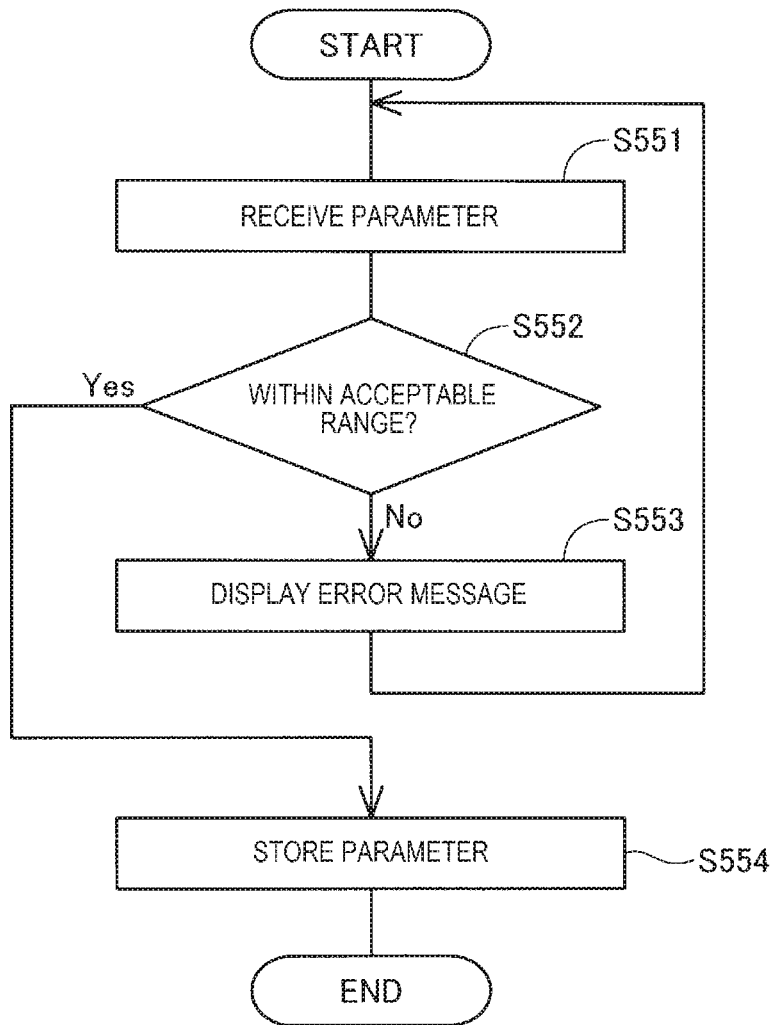 START
S551
RECEIVE PARAMETER
S552
Yes
WITHIN ACCEPTABLE
RANGE?
No
S553
DISPLAY ERROR MESSAGE
STORE PARAMETER
S554
END